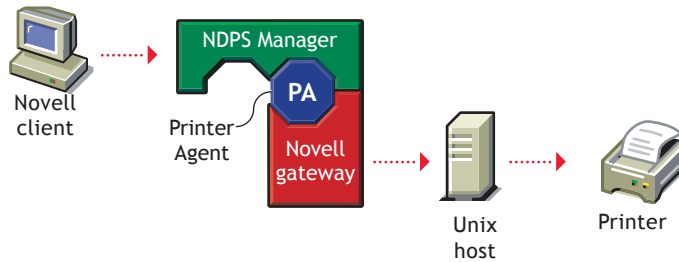 NDPS Manager
PA
Novell
client
Printer
Agent
Novell
gateway
Unix
host
Printer